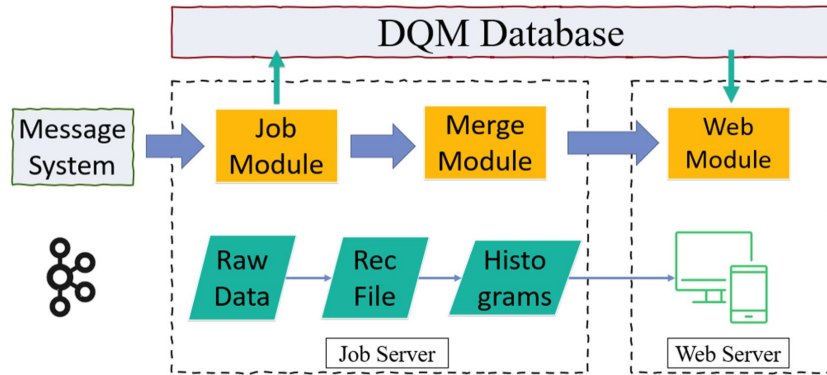 DQM Database
Message
System
Job
Module
Merge
Module
Web
Module
Raw
Data
Rec
File
Histo
grams
Job Server
Web Server